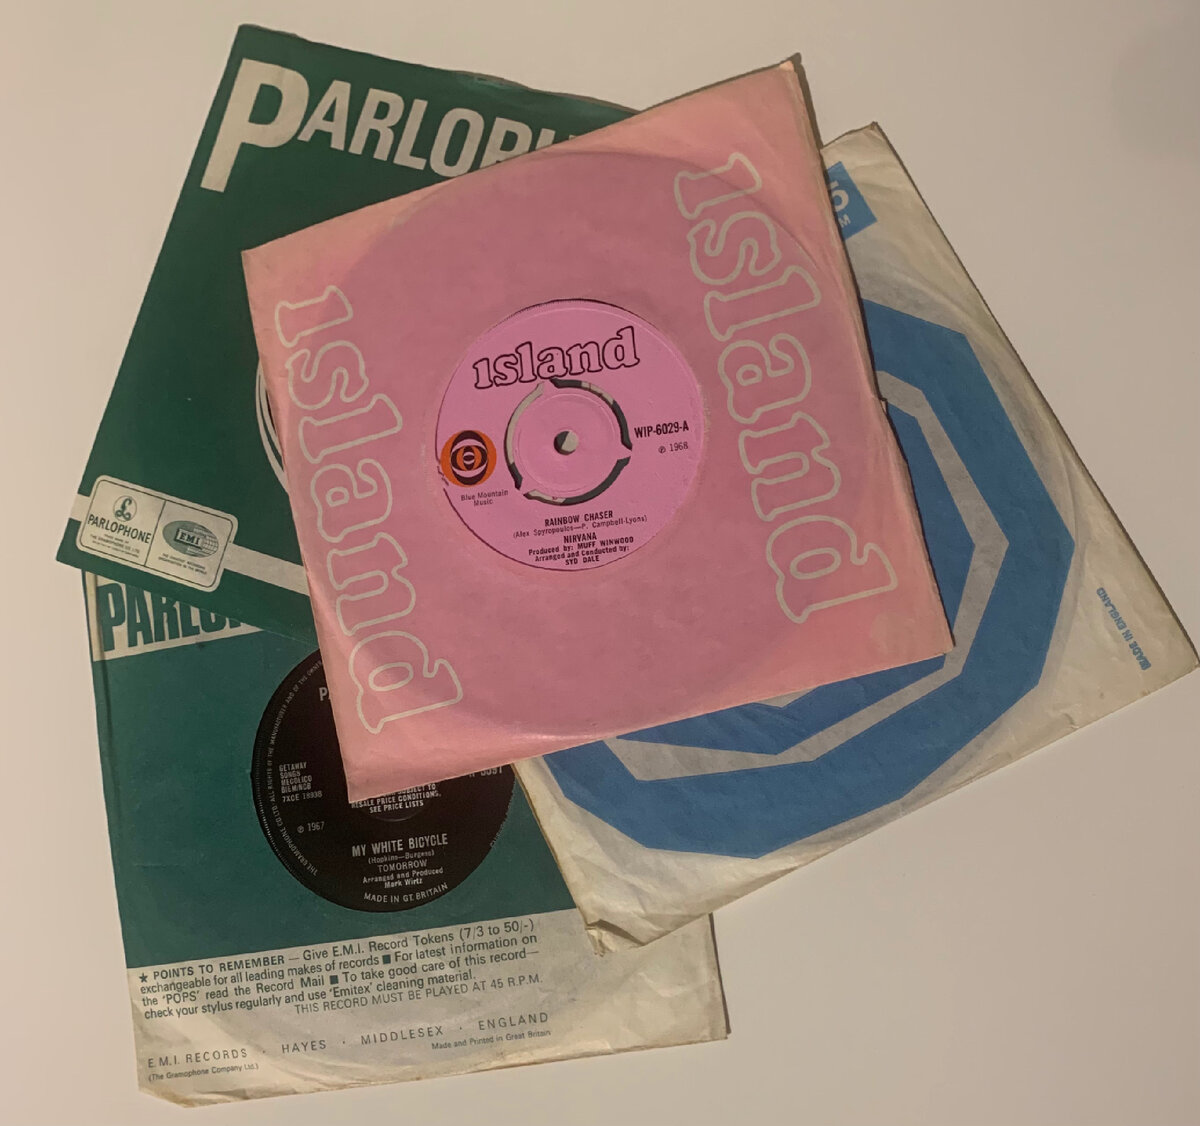 PARLOPH
ısland
ısland
ısland
WIP-6029-A
℗ 1968
Blue Mountain
Music
RAINBOW CHASER
(Alex Spyropoulos—P. Campbell-Lyons)
NIRVANA
Produced by: MUFF WINWOOD
Arranged and Conducted by:
SYD DALE
MADE IN ENGLAND
PARLOPHONE
EMI
PARLO
GETAWAY
SONGS
7XCE 18038
℗ 1967
RESALE PRICE CONDITIONS,
SEE PRICE LISTS
MY WHITE BICYCLE
(Hopkins—Burgess)
TOMORROW
Arranged and Produced
Mark Wirtz
MADE IN GT. BRITAIN
★ POINTS TO REMEMBER — Give E.M.I. Record Tokens (7/3 to 50/-)
exchangeable for all leading makes of records ■ For latest information on
the 'POPS' read the Record Mail ■ To take good care of this record—
check your stylus regularly and use 'Emitex' cleaning material.
THIS RECORD MUST BE PLAYED AT 45 R.P.M.
E.M.I. RECORDS · HAYES · MIDDLESEX · ENGLAND
(The Gramophone Company Ltd.)
Made and Printed in Great Britain